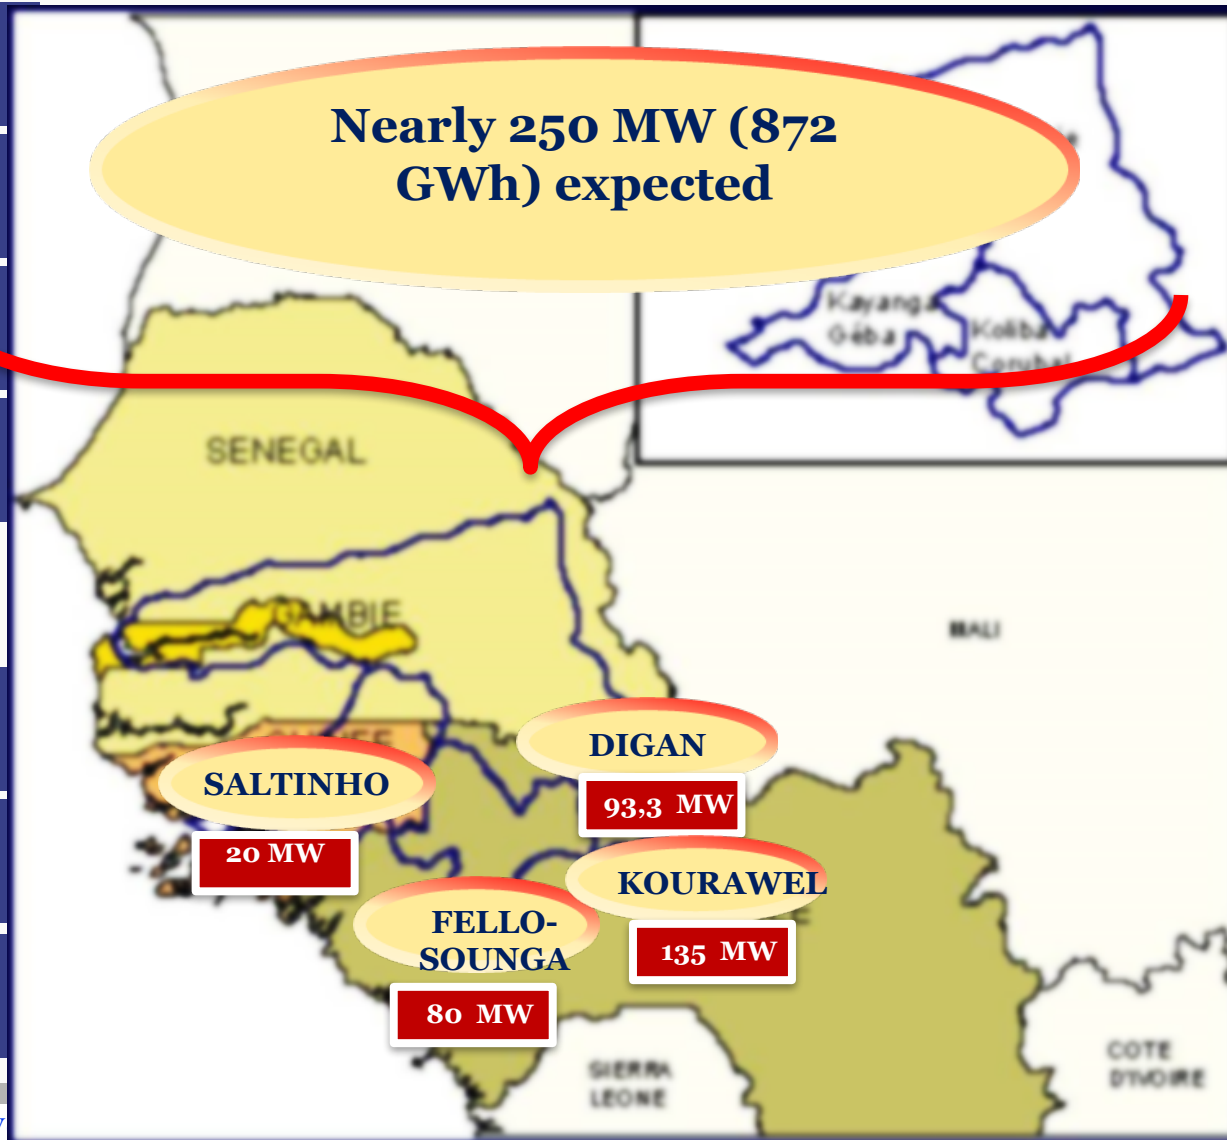 Nearly 250 MW (872
GWh) expected
Kayanga
Géba
Koliba
Corubal
SENEGAL
GAMBIE
MALI
DIGAN
93,3 MW
SALTINHO
20 MW
KOURAWEL
135 MW
FELLO-
SOUNGA
80 MW
SIERRA
LEONE
COTE
D'IVOIRE